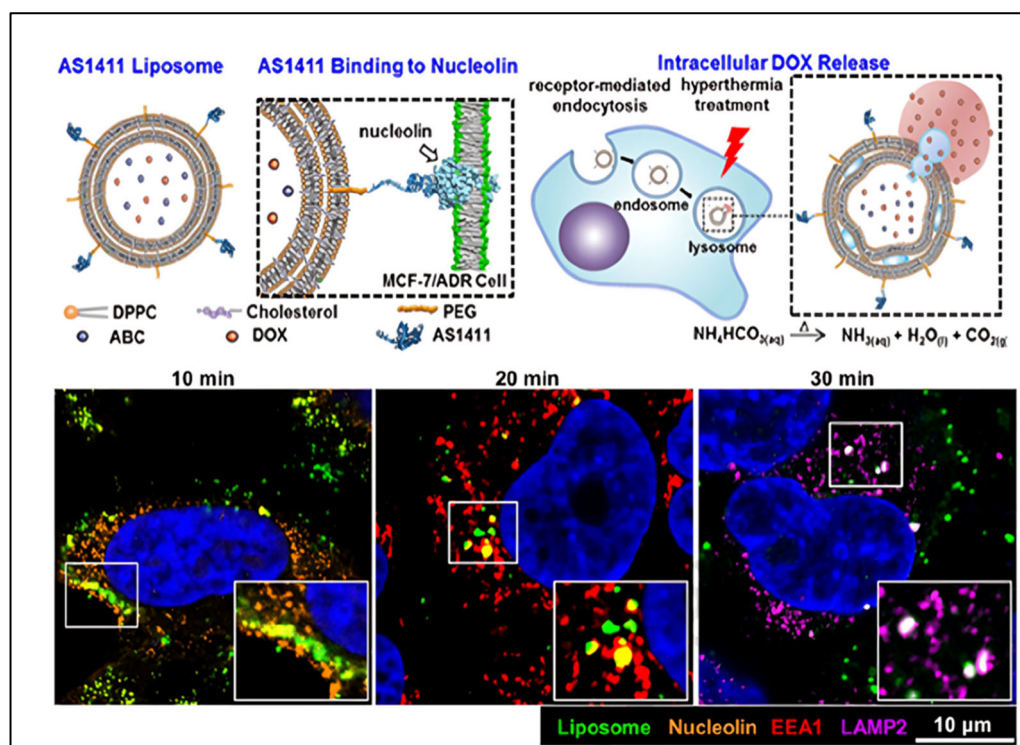 AS1411 Liposome
AS1411 Binding to Nucleolin
Intracellular DOX Release
receptor-mediated
endocytosis
hyperthermia
treatment
nucleolin
endosome
lysosome
MCF-7/ADR Cell
DPPC
Cholesterol
PEG
ABC
DOX
AS1411
NH₄HCO₃(aq) Δ→ NH₃(aq) + H₂O(l) + CO₂(g)
10 min
20 min
30 min
Liposome Nucleolin EEA1 LAMP2 10 µm